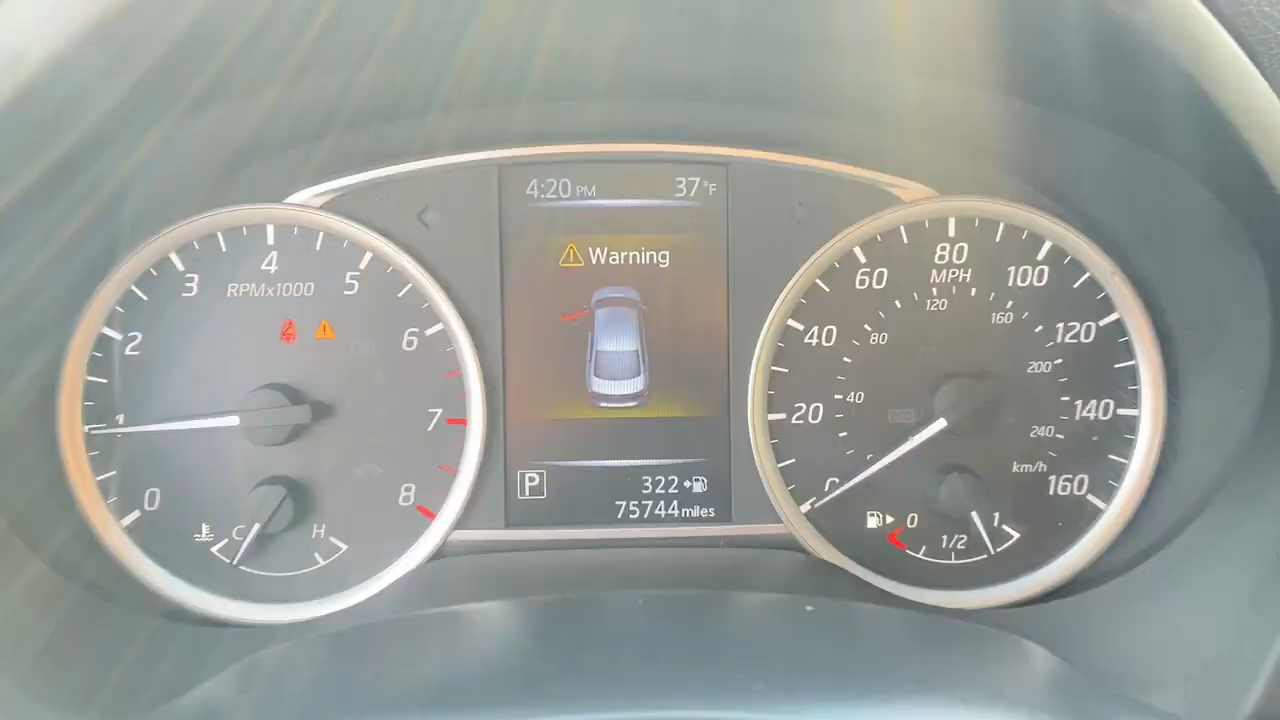 4:20 PM 37°F
Warning
P
322
75744 miles
0 1 2 3 4 5 6 7 8
RPMx1000
C H
0 20 40 60 80 100 120 140 160
MPH
40 80 120 160 200 240
km/h
0 1/2 1